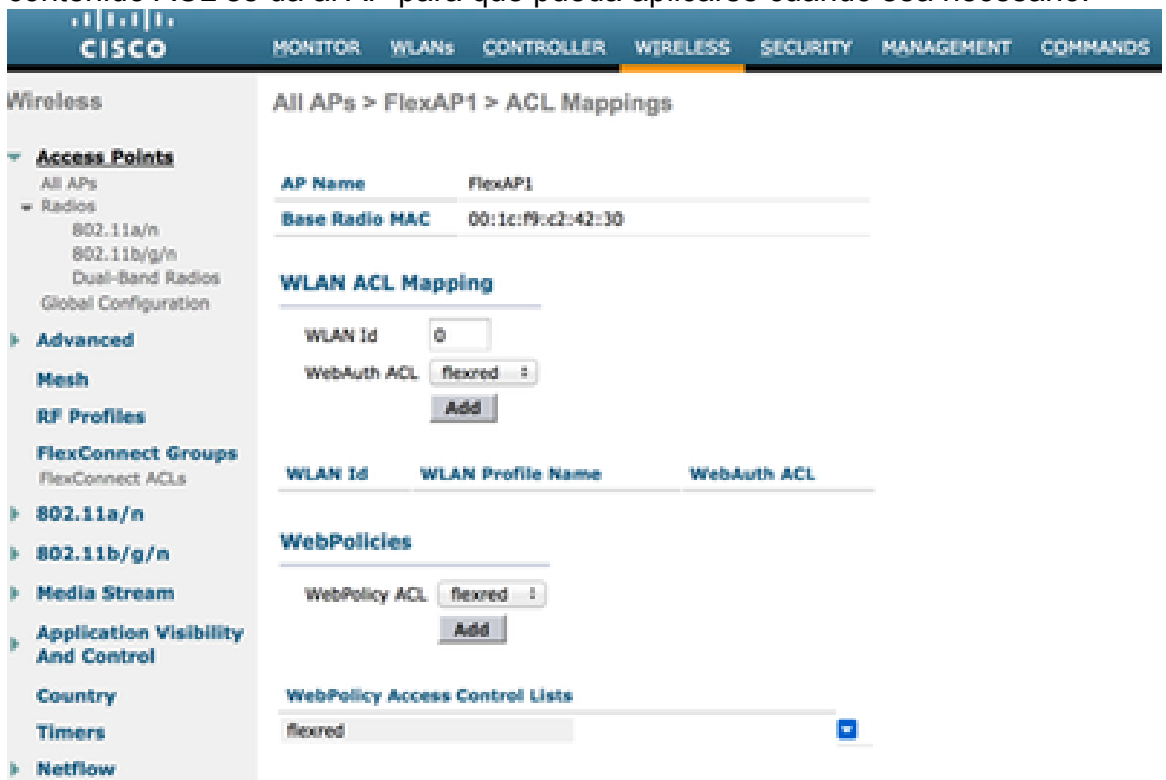 CISCO
MONITOR WLANs CONTROLLER WIRELESS SECURITY MANAGEMENT COMMANDS
Wireless
Access Points
All APs
Radios
802.11a/n
802.11b/g/n
Dual-Band Radios
Global Configuration
Advanced
Mesh
RF Profiles
FlexConnect Groups
FlexConnect ACLs
802.11a/n
802.11b/g/n
Media Stream
Application Visibility
And Control
Country
Timers
Netflow
All APs > FlexAP1 > ACL Mappings
AP Name FlexAP1
Base Radio MAC 00:1c:f9:c2:42:30
WLAN ACL Mapping
WLAN Id 0
WebAuth ACL flexred
Add
WLAN Id WLAN Profile Name WebAuth ACL
WebPolicies
WebPolicy ACL flexred
Add
WebPolicy Access Control Lists
flexred